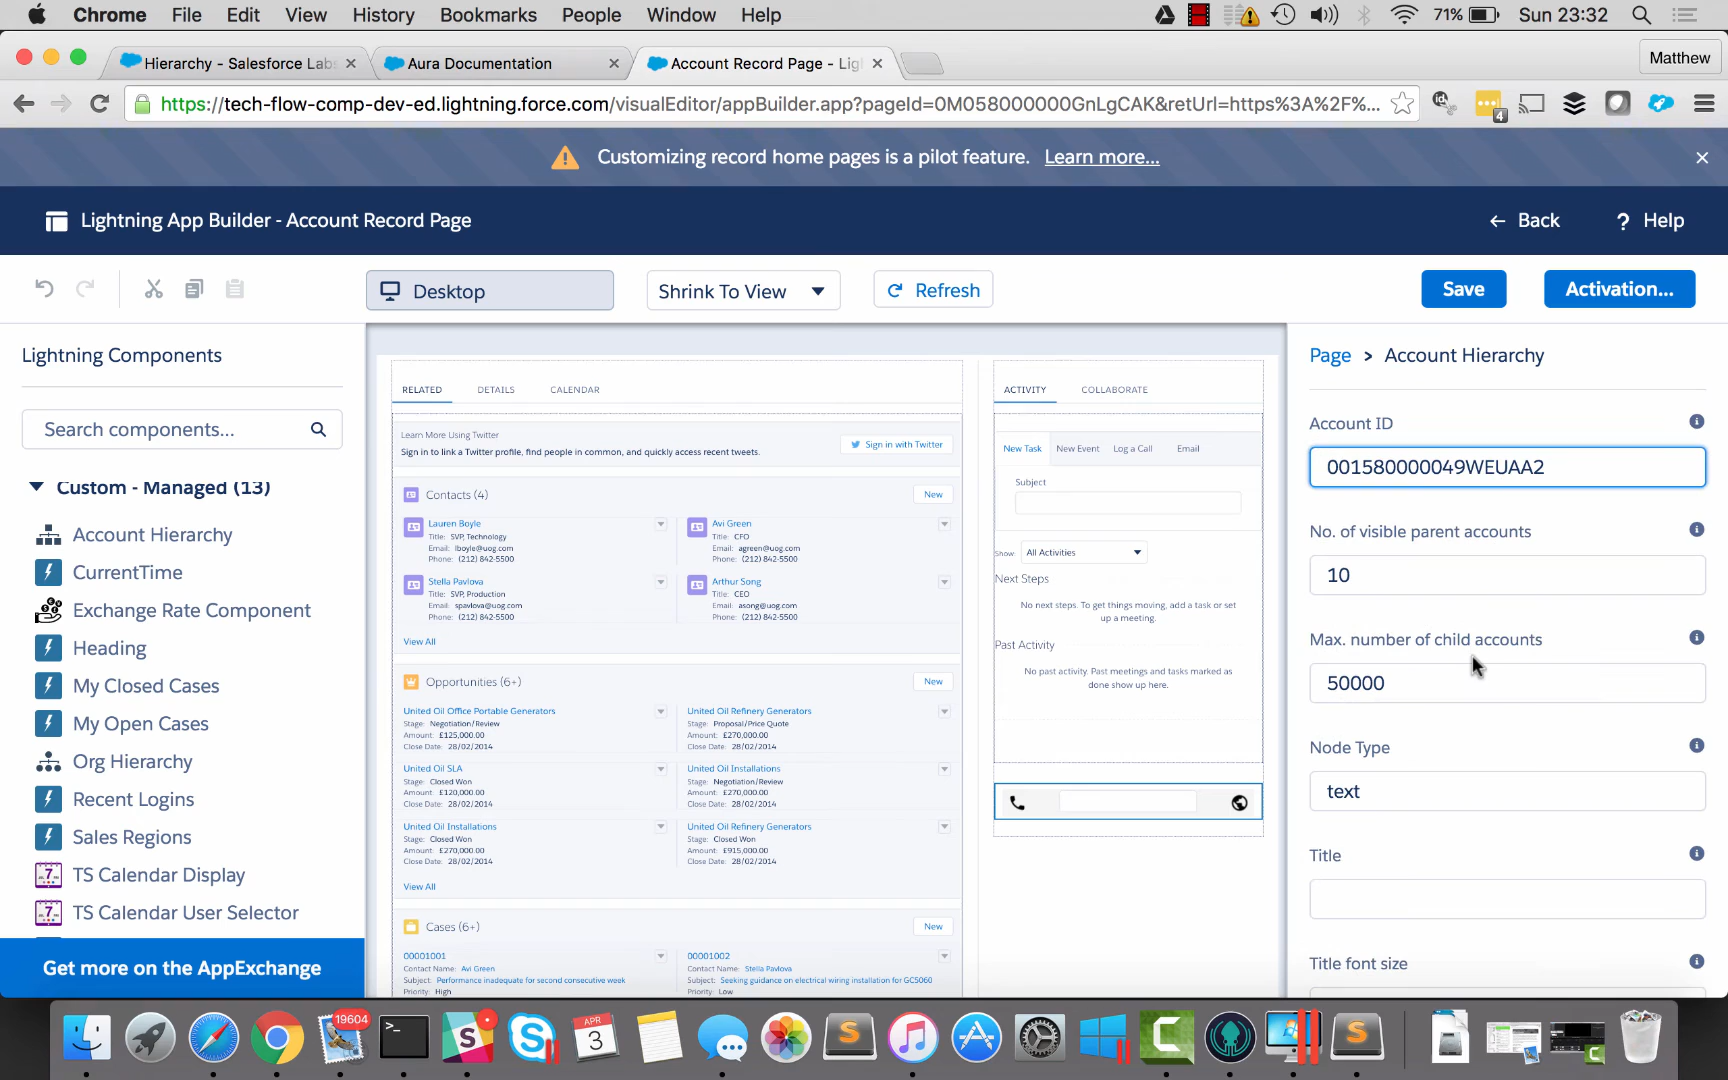 Chrome File Edit View History Bookmarks People Window Help 71% Sun 23:32
Hierarchy - Salesforce Labs Aura Documentation Account Record Page - Lig Matthew
https://tech-flow-comp-dev-ed.lightning.force.com/visualEditor/appBuilder.app?pageId=0M058000000GnLgCAK&retUrl=https%3A%2F%... 4
Customizing record home pages is a pilot feature. Learn more...
Lightning App Builder - Account Record Page Back ? Help
Desktop Shrink To View Refresh Save Activation...
Lightning Components
Search components...
Custom - Managed (13)
Account Hierarchy
CurrentTime
Exchange Rate Component
Heading
My Closed Cases
My Open Cases
Org Hierarchy
Recent Logins
Sales Regions
TS Calendar Display
TS Calendar User Selector
Get more on the AppExchange
RELATED DETAILS CALENDAR
Learn More Using Twitter
Sign in to link a Twitter profile, find people in common, and quickly access recent tweets.
Sign in with Twitter
Contacts (4) New
Lauren Boyle
Title: SVP, Technology
Email: lboyle@uog.com
Phone: (212) 842-5500
Avi Green
Title: CFO
Email: agreen@uog.com
Phone: (212) 842-5500
Stella Pavlova
Title: SVP, Production
Email: spavlova@uog.com
Phone: (212) 842-5500
Arthur Song
Title: CEO
Email: asong@uog.com
Phone: (212) 842-5500
View All
Opportunities (6+) New
United Oil Office Portable Generators
Stage: Negotiation/Review
Amount: £125,000.00
Close Date: 28/02/2014
United Oil Refinery Generators
Stage: Proposal/Price Quote
Amount: £270,000.00
Close Date: 28/02/2014
United Oil SLA
Stage: Closed Won
Amount: £120,000.00
Close Date: 28/02/2014
United Oil Installations
Stage: Negotiation/Review
Amount: £270,000.00
Close Date: 28/02/2014
United Oil Installations
Stage: Closed Won
Amount: £270,000.00
Close Date: 28/02/2014
United Oil Refinery Generators
Stage: Closed Won
Amount: £915,000.00
Close Date: 28/02/2014
View All
Cases (6+) New
00001001
Contact Name: Avi Green
Subject: Performance inadequate for second consecutive week
Priority: High
00001002
Contact Name: Stella Pavlova
Subject: Seeking guidance on electrical wiring installation for GC5060
Priority: Low
ACTIVITY COLLABORATE
New Task New Event Log a Call Email
Subject
Show: All Activities
Next Steps
No next steps. To get things moving, add a task or set
up a meeting.
Past Activity
No past activity. Past meetings and tasks marked as
done show up here.
Page > Account Hierarchy
Account ID
001580000049WEUAA2
No. of visible parent accounts
10
Max. number of child accounts
50000
Node Type
text
Title
Title font size
19604
APR
3